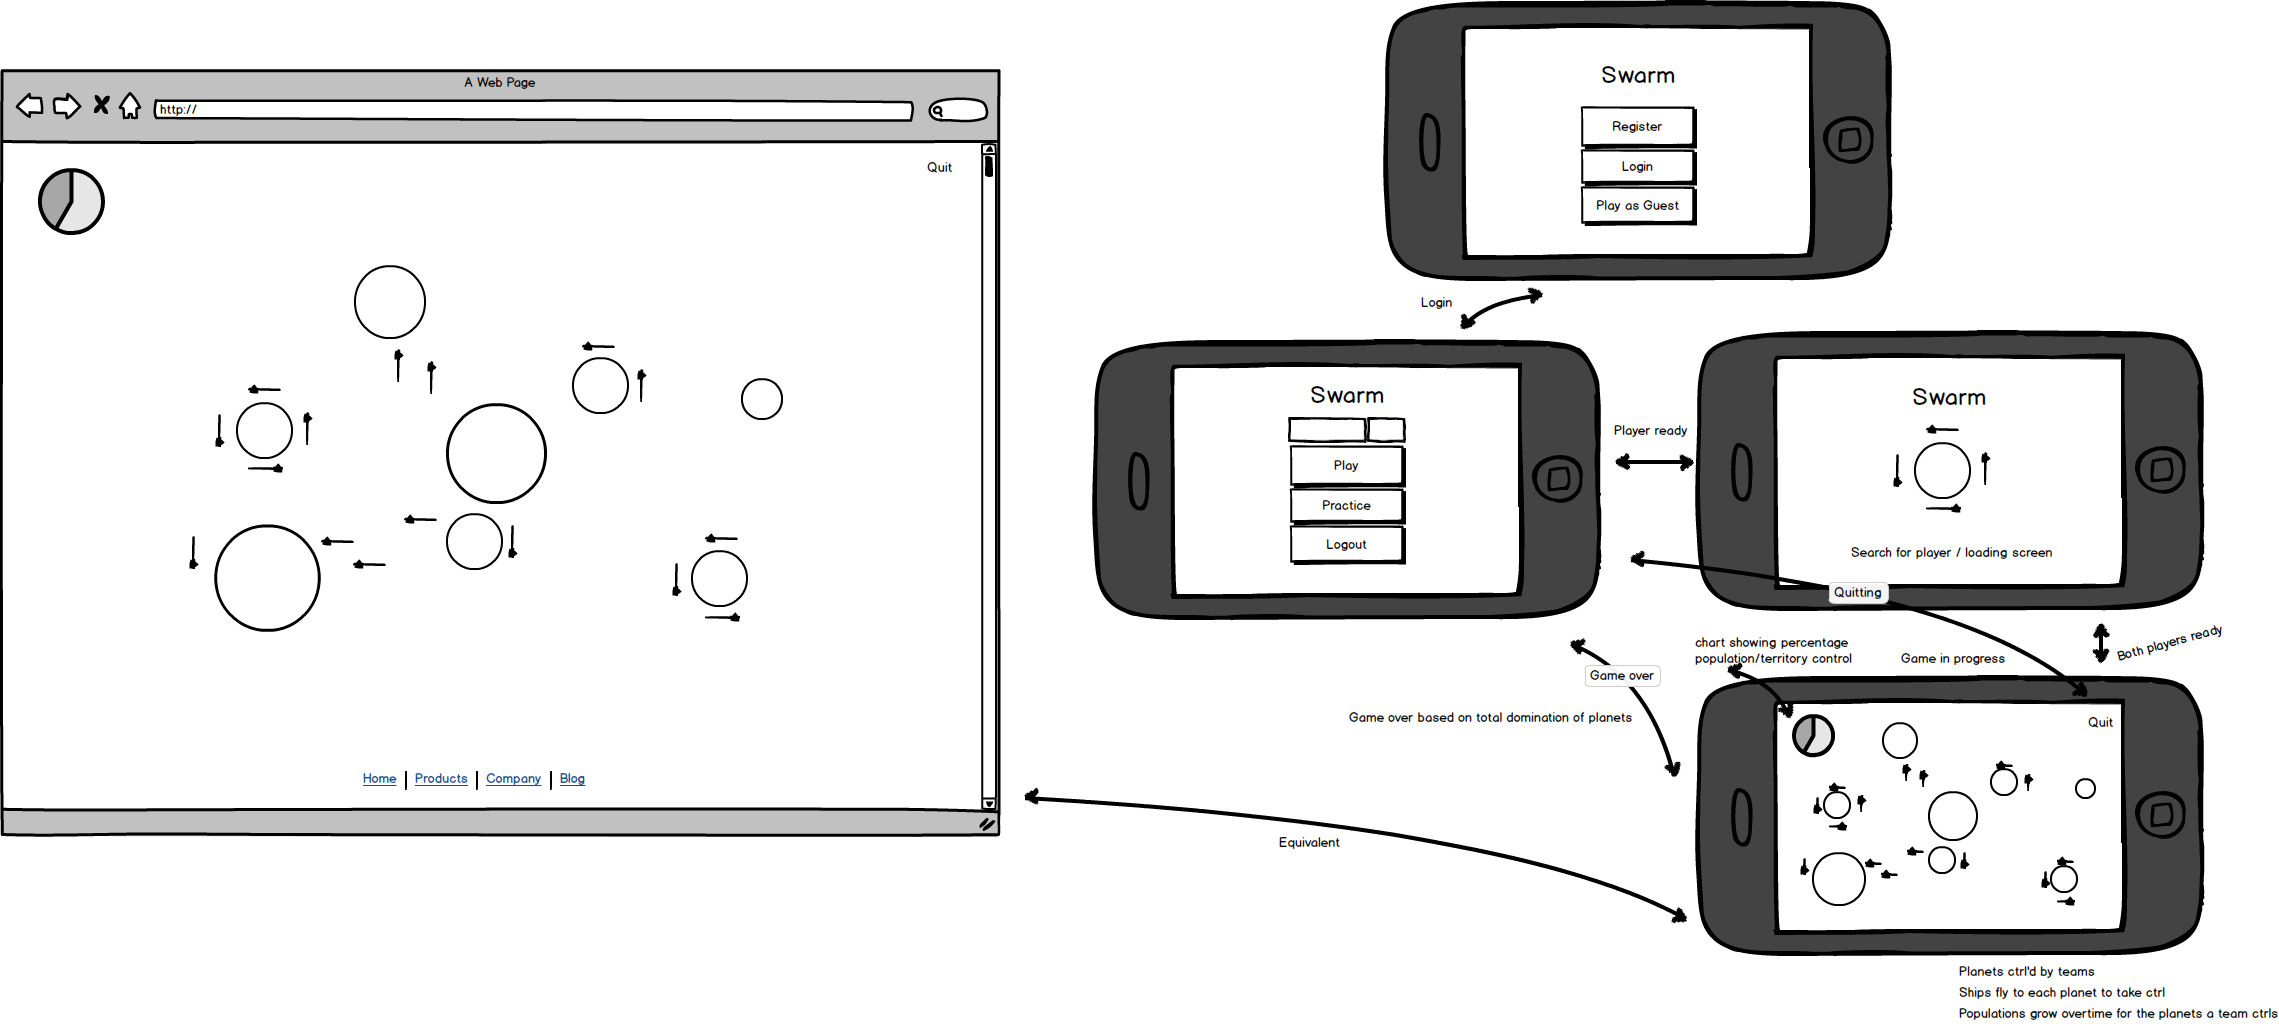 A Web Page
http://
Quit
Home
Products
Company
Blog
Swarm
Register
Login
Play as Guest
Login
Swarm
Play
Practice
Logout
Player ready
Swarm
Search for player / loading screen
Quitting
Both players ready
chart showing percentage
population/territory control
Game in progress
Game over
Game over based on total domination of planets
Quit
Equivalent
Planets ctrl'd by teams
Ships fly to each planet to take ctrl
Populations grow overtime for the planets a team ctrls